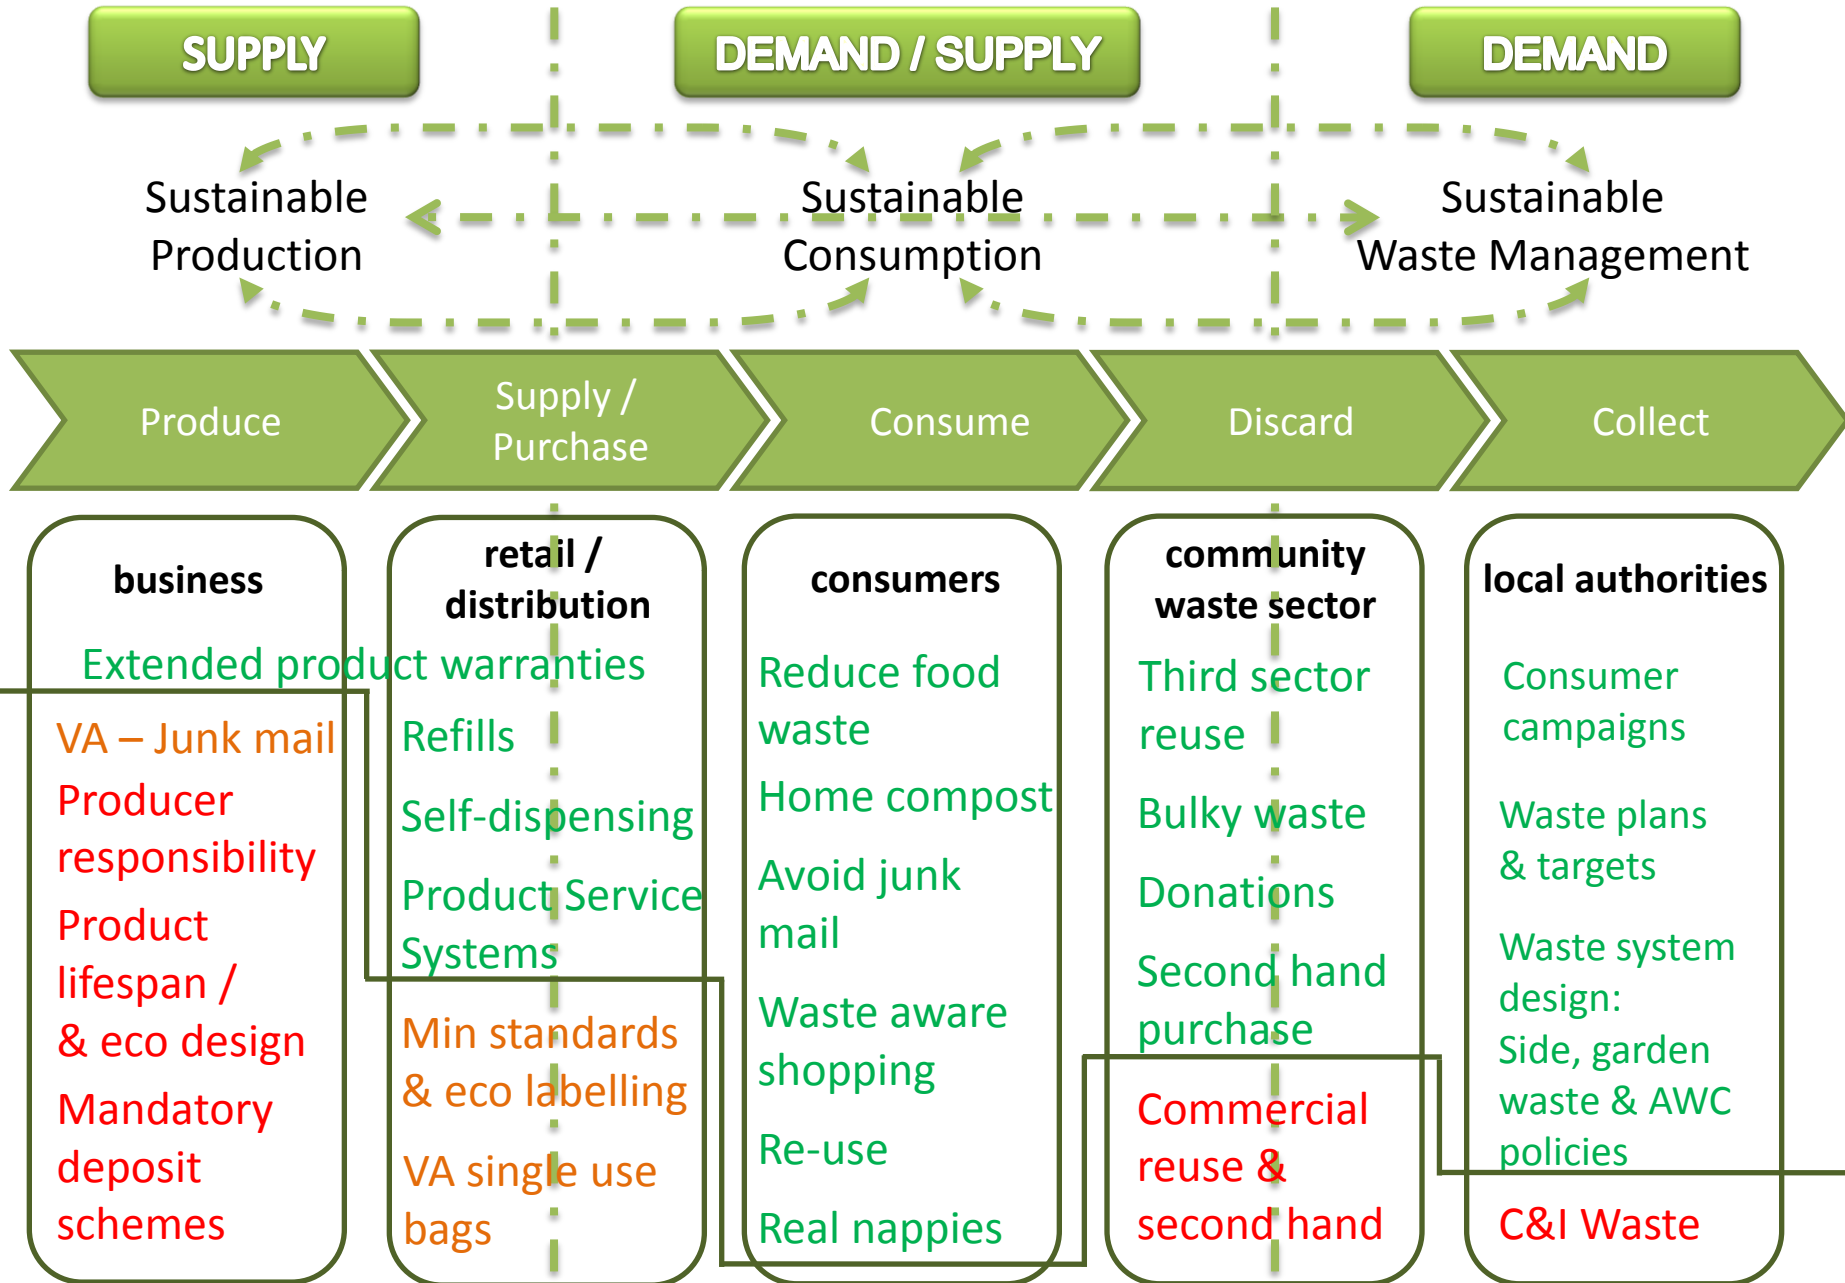 SUPPLY
DEMAND / SUPPLY
DEMAND
Sustainable
Production
Sustainable
Consumption
Sustainable
Waste Management
Produce
Supply /
Purchase
Consume
Discard
Collect
business
retail /
distribution
consumers
community
waste sector
local authorities
Extended product warranties
VA – Junk mail
Producer
responsibility
Product
lifespan /
& eco design
Mandatory
deposit
schemes
Refills
Self-dispensing
Product Service
Systems
Min standards
& eco labelling
VA single use
bags
Reduce food
waste
Home compost
Avoid junk
mail
Waste aware
shopping
Re-use
Real nappies
Third sector
reuse
Bulky waste
Donations
Second hand
purchase
Commercial
reuse &
second hand
Consumer
campaigns
Waste plans
& targets
Waste system
design:
Side, garden
waste & AWC
policies
C&I Waste